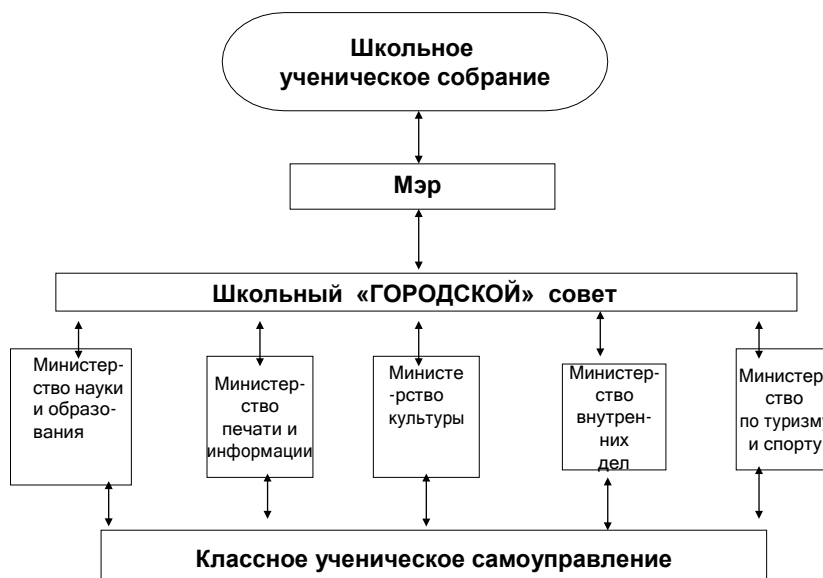 Школьное
ученическое собрание
Мэр
Школьный «ГОРОДСКОЙ» совет
Министер-
ство науки
и образо-
вания
Министер-
ство
печати и
информации
Министе
-рство
культуры
Министер-
ство
внутрен-
них
дел
Министер
ство
по туризму
и спорту
Классное ученическое самоуправление